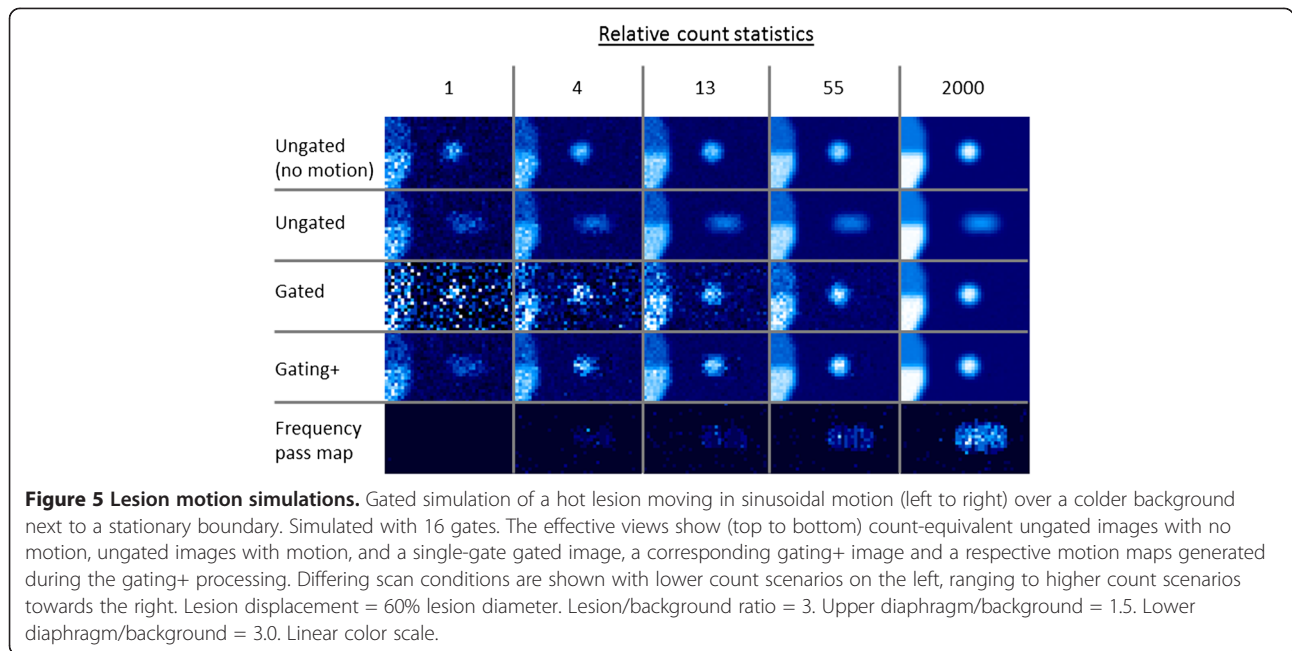 Relative count statistics
1 4 13 55 2000
Ungated
(no motion)
Ungated
Gated
Gating+
Frequency
pass map
Figure 5 Lesion motion simulations. Gated simulation of a hot lesion moving in sinusoidal motion (left to right) over a colder background
next to a stationary boundary. Simulated with 16 gates. The effective views show (top to bottom) count-equivalent ungated images with no
motion, ungated images with motion, and a single-gate gated image, a corresponding gating+ image and a respective motion maps generated
during the gating+ processing. Differing scan conditions are shown with lower count scenarios on the left, ranging to higher count scenarios
towards the right. Lesion displacement = 60% lesion diameter. Lesion/background ratio = 3. Upper diaphragm/background = 1.5. Lower
diaphragm/background = 3.0. Linear color scale.